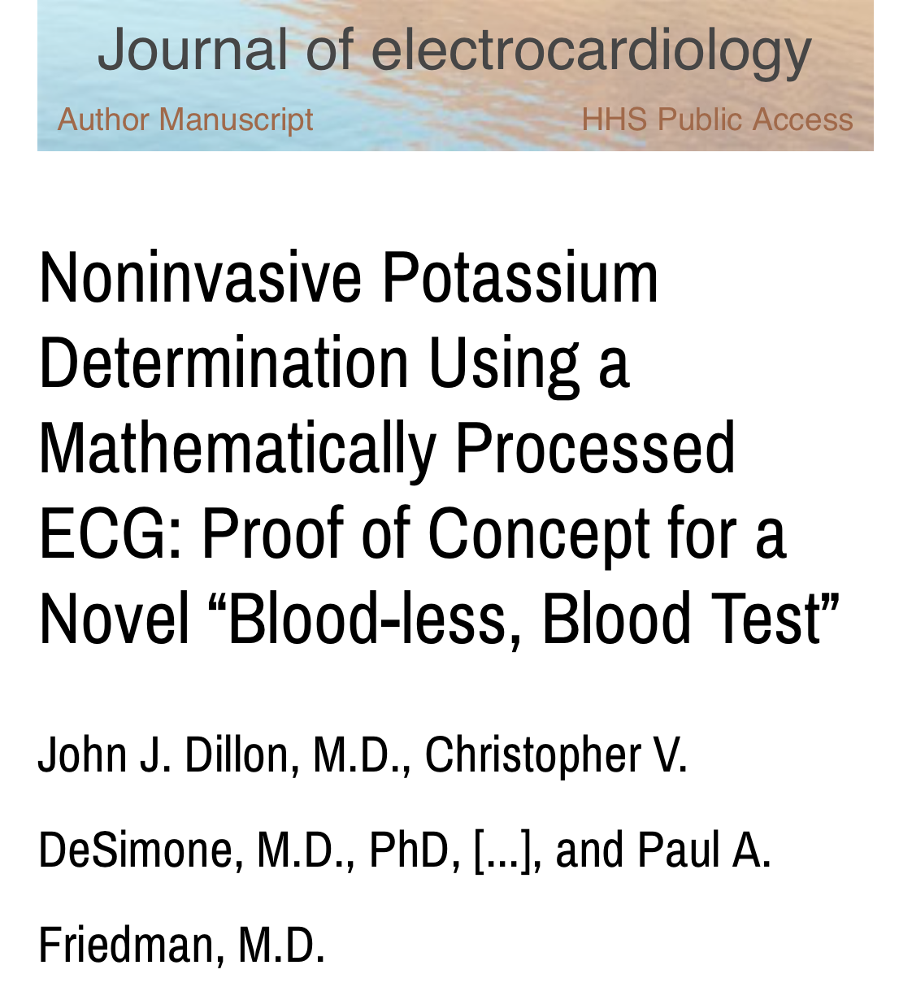 Journal of electrocardiology
Author Manuscript HHS Public Access
Noninvasive Potassium
Determination Using a
Mathematically Processed
ECG: Proof of Concept for a
Novel “Blood-less, Blood Test”
John J. Dillon, M.D., Christopher V.
DeSimone, M.D., PhD, [...], and Paul A.
Friedman, M.D.